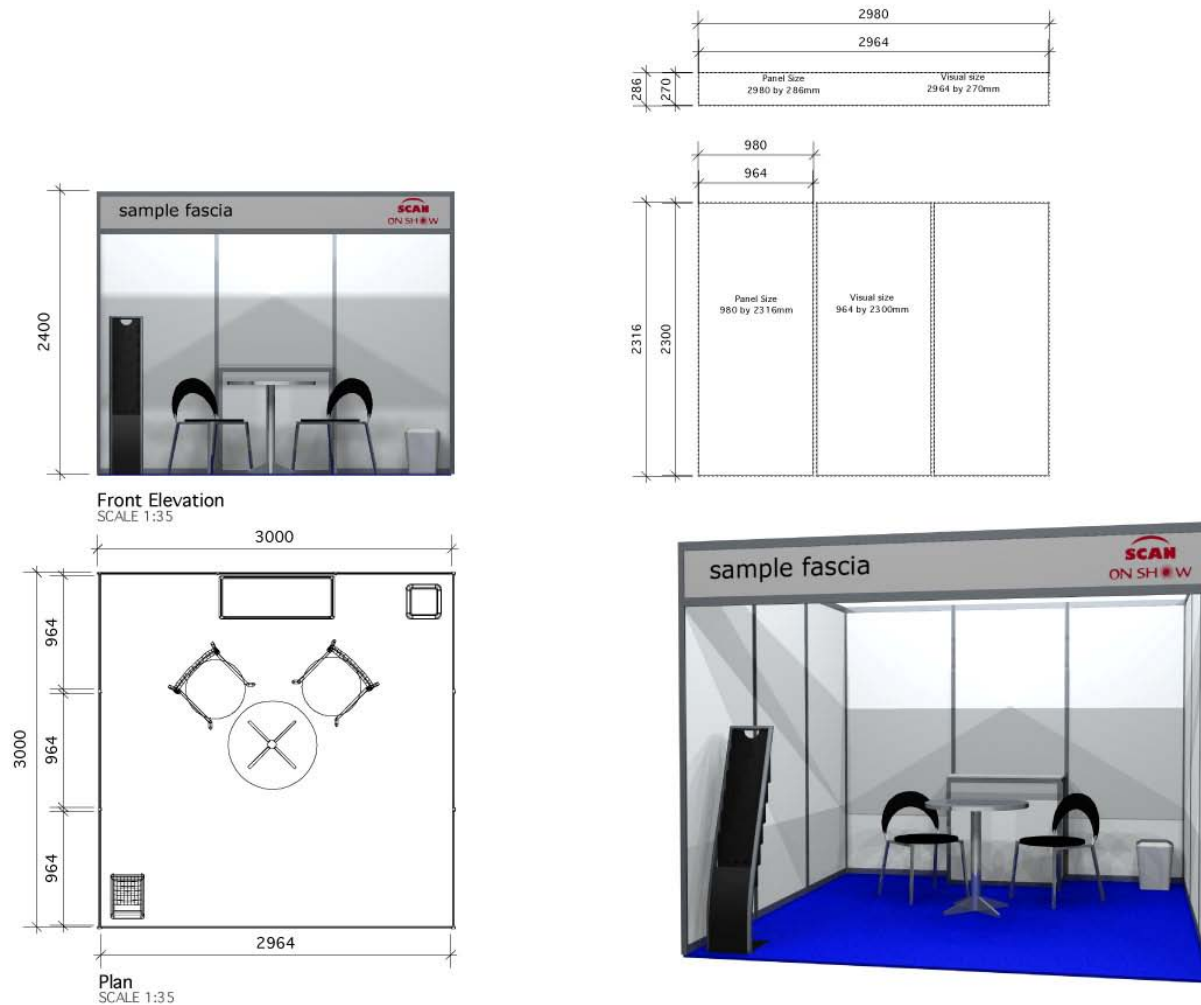 2980
2964
286
270
Panel Size
2980 by 286mm
Visual size
2964 by 270mm
980
964
2316
2300
Panel Size
980 by 2316mm
Visual size
964 by 2300mm
2400
sample fascia
SCAN
ON SHOW
Front Elevation
SCALE 1:35
3000
3000
964
964
964
2964
Plan
SCALE 1:35
sample fascia
SCAN
ON SHOW